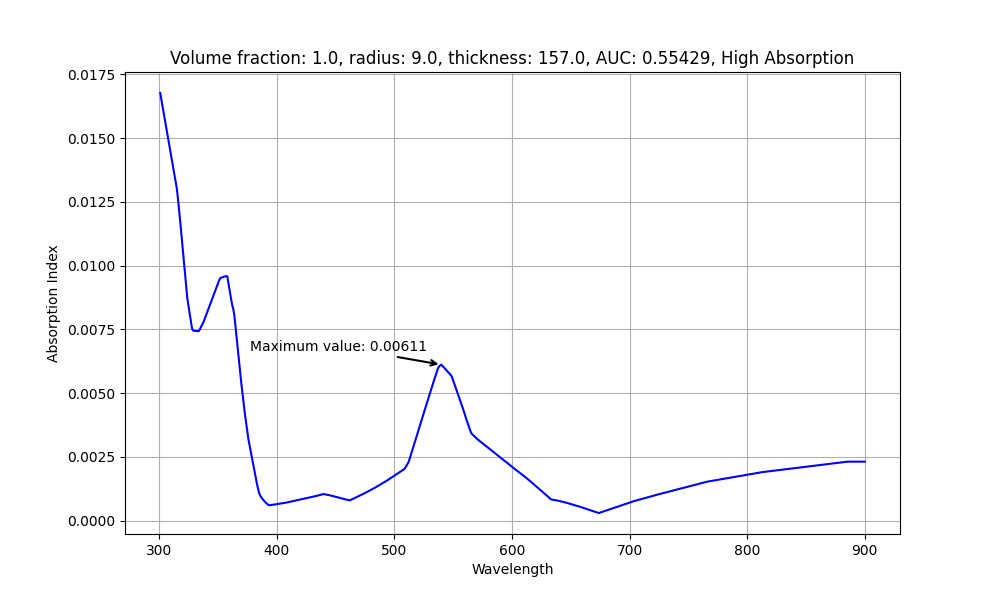 Volume fraction: 1.0, radius: 9.0, thickness: 157.0, AUC: 0.55429, High Absorption
0.0175
0.0150
0.0125
0.0100
0.0075
0.0050
0.0025
0.0000
Absorption Index
Maximum value: 0.00611
300 400 500 600 700 800 900
Wavelength